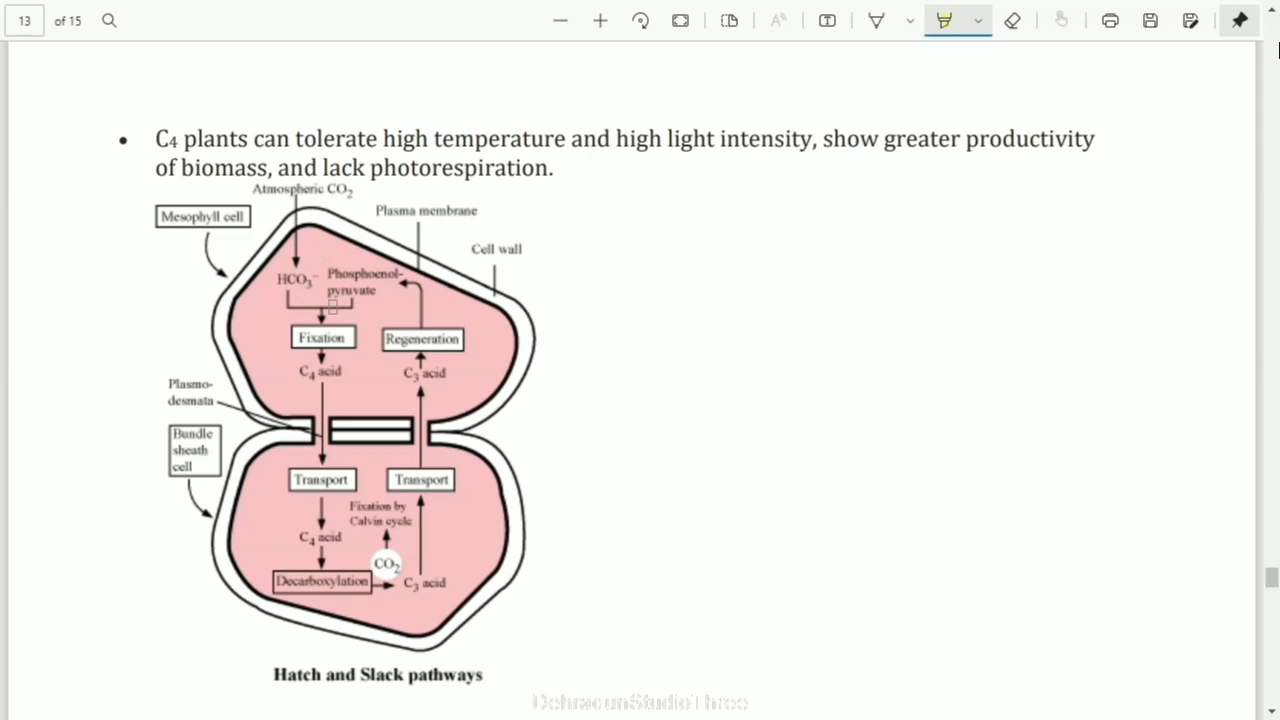 13
of 15
• C₄ plants can tolerate high temperature and high light intensity, show greater productivity
of biomass, and lack photorespiration.
Atmospheric CO₂
Mesophyll cell
Plasma membrane
Cell wall
HCO₃⁻
Phosphoenol-
pyruvate
Fixation
Regeneration
C₄ acid
C₃ acid
Plasmo-
desmata
Bundle
sheath
cell
Transport
Transport
Fixation by
Calvin cycle
C₄ acid
CO₂
Decarboxylation
C₃ acid
Hatch and Slack pathways
DehradunStudioThree